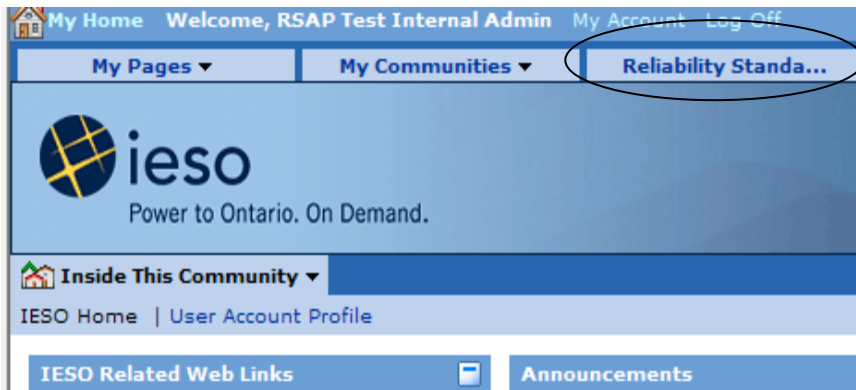 My Home Welcome, RSAP Test Internal Admin My Account Log Off
My Pages ▼ My Communities ▼ Reliability Standa...
ieso
Power to Ontario. On Demand.
Inside This Community ▼
IESO Home | User Account Profile
IESO Related Web Links Announcements